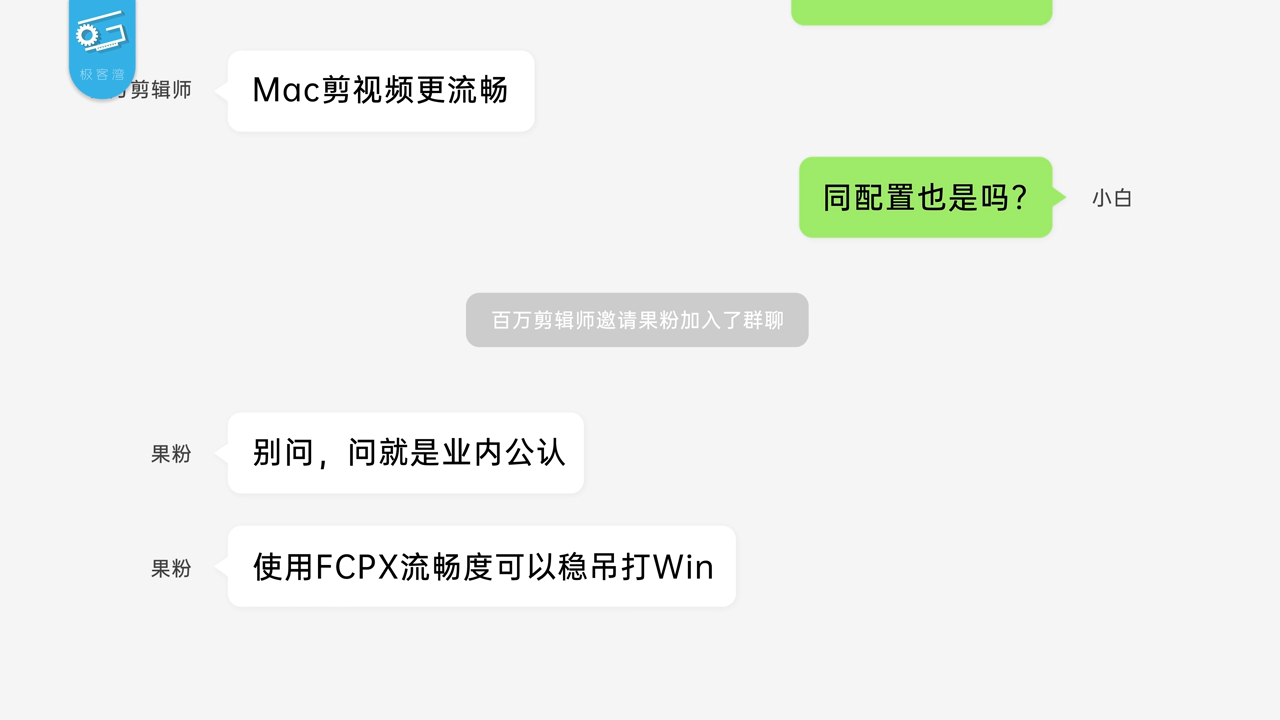 极客湾
万剪辑师
Mac剪视频更流畅
同配置也是吗？
小白
百万剪辑师邀请果粉加入了群聊
果粉
别问，问就是业内公认
果粉
使用FCPX流畅度可以稳吊打Win